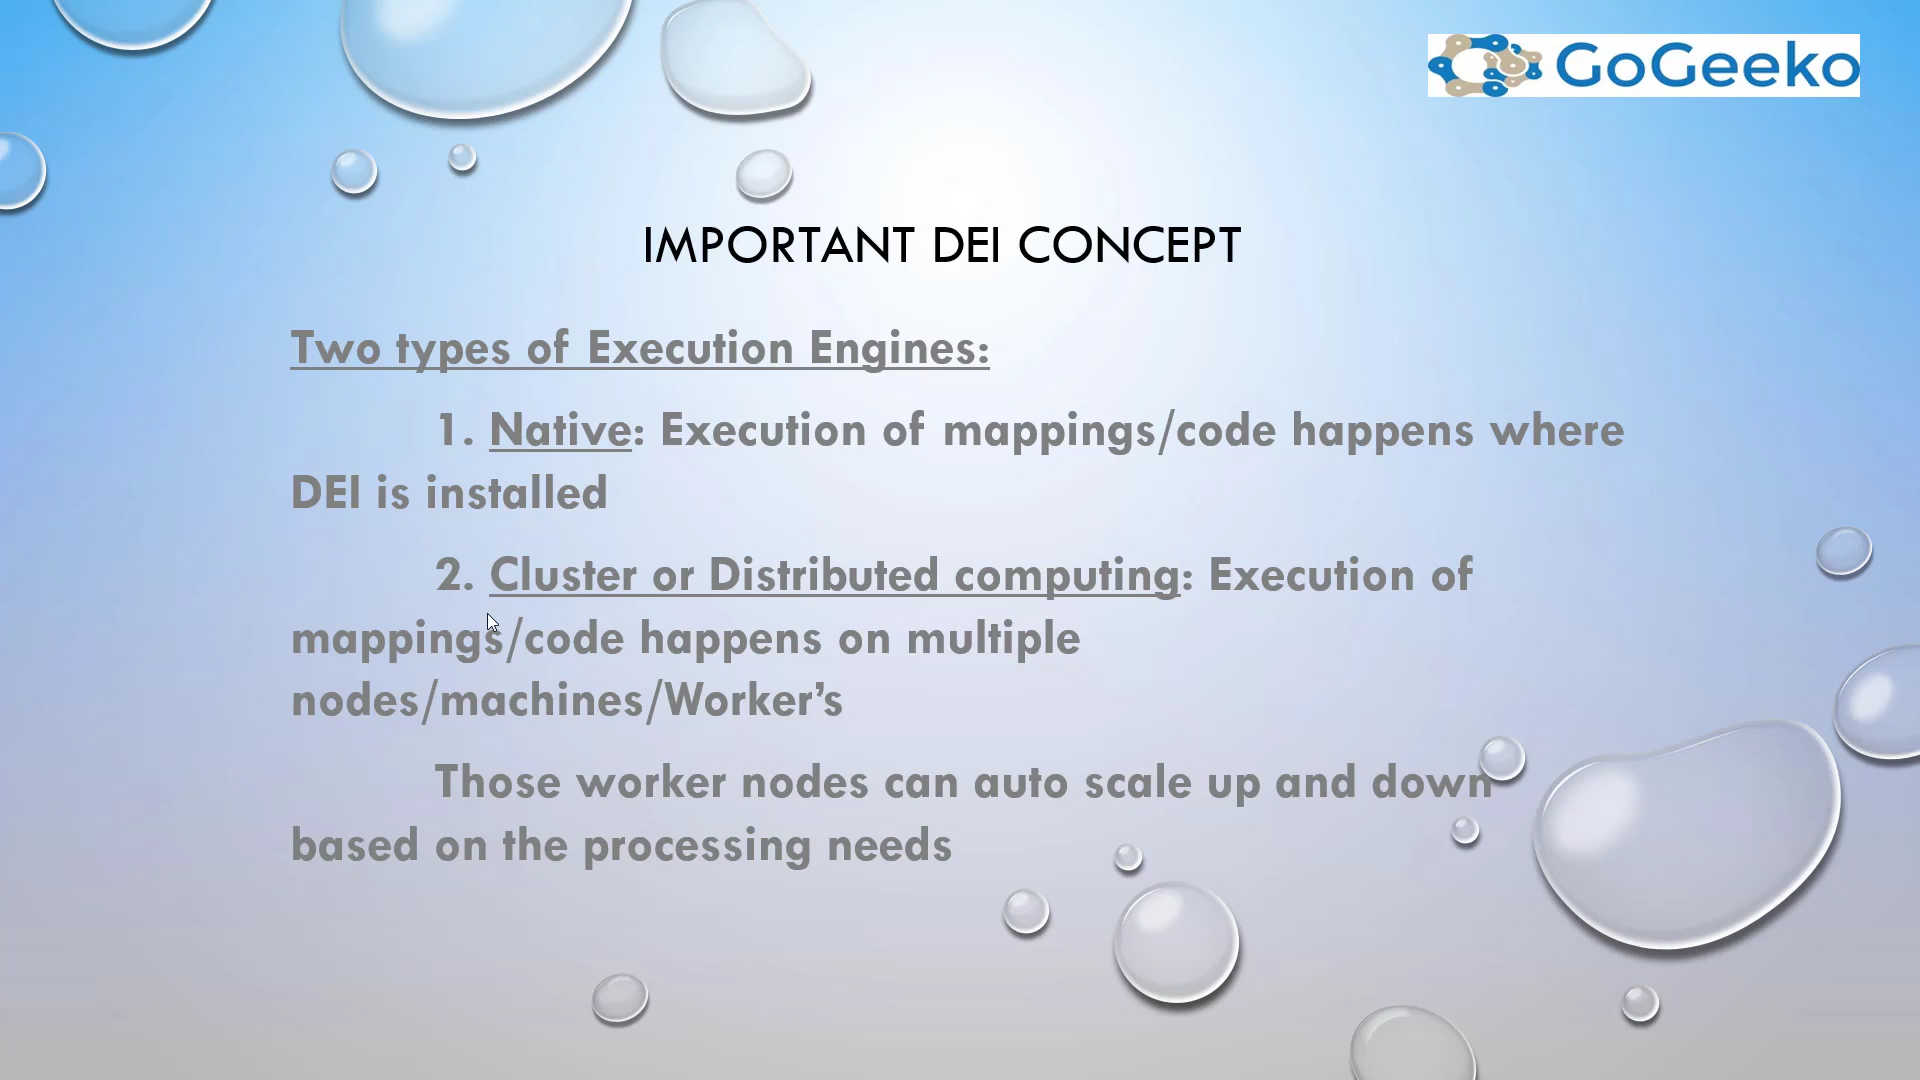 GoGeeko
IMPORTANT DEI CONCEPT
Two types of Execution Engines:
1. Native: Execution of mappings/code happens where
DEI is installed
2. Cluster or Distributed computing: Execution of
mappings/code happens on multiple
nodes/machines/Worker’s
Those worker nodes can auto scale up and down
based on the processing needs